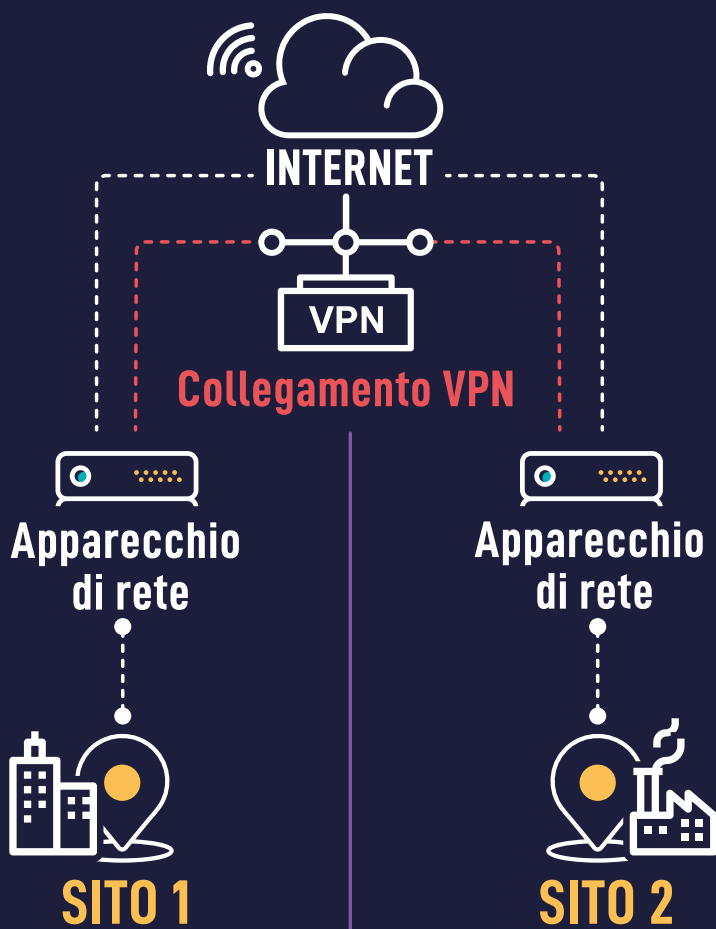 INTERNET
VPN
Collegamento VPN
Apparecchio
di rete
Apparecchio
di rete
SITO 1
SITO 2